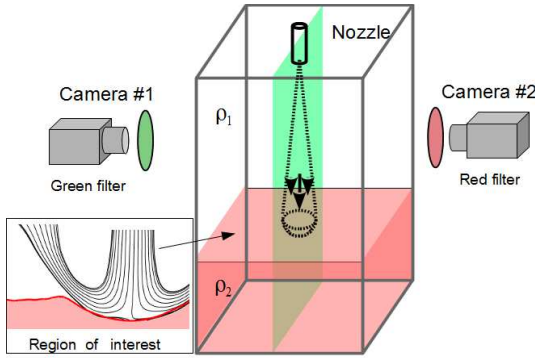 Nozzle
Camera #1
Camera #2
ρ1
Green filter
Red filter
ρ2
Region of interest